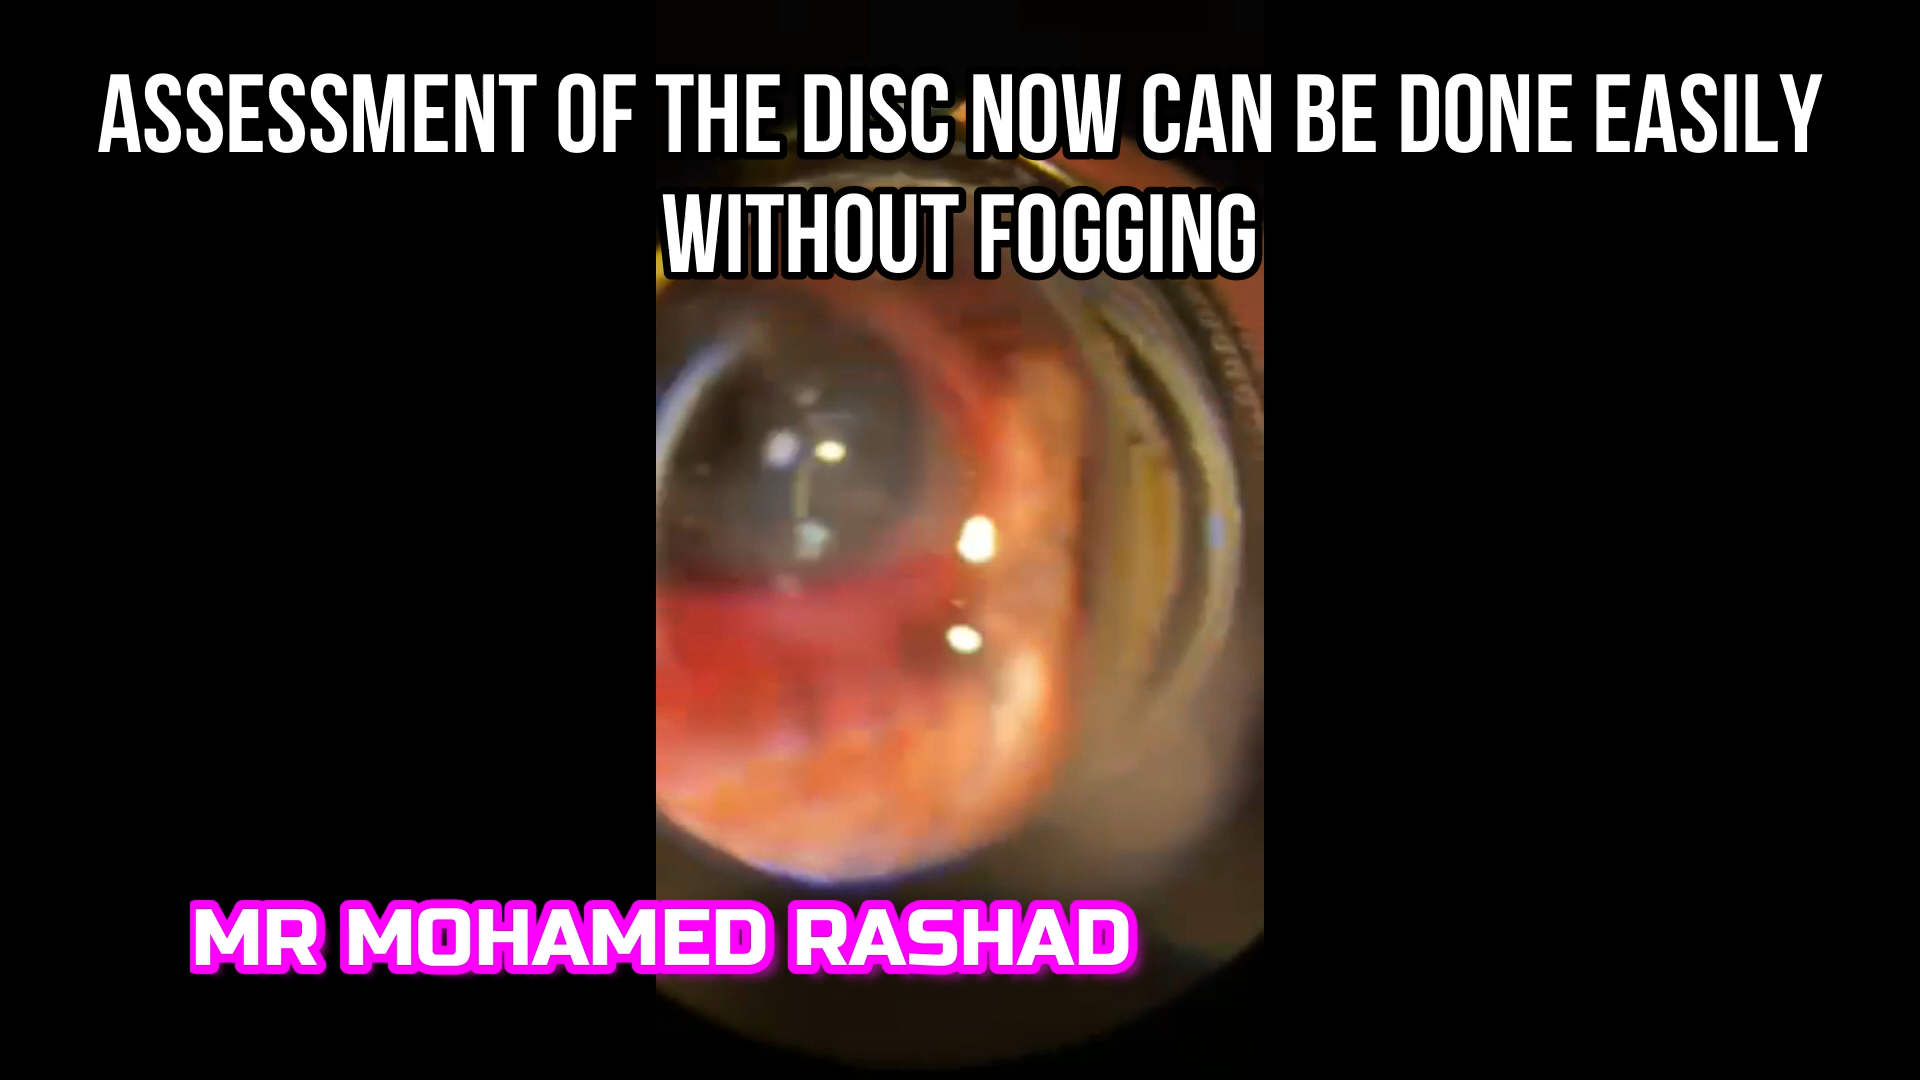 ASSESSMENT OF THE DISC NOW CAN BE DONE EASILY
WITHOUT FOGGING
MR MOHAMED RASHAD